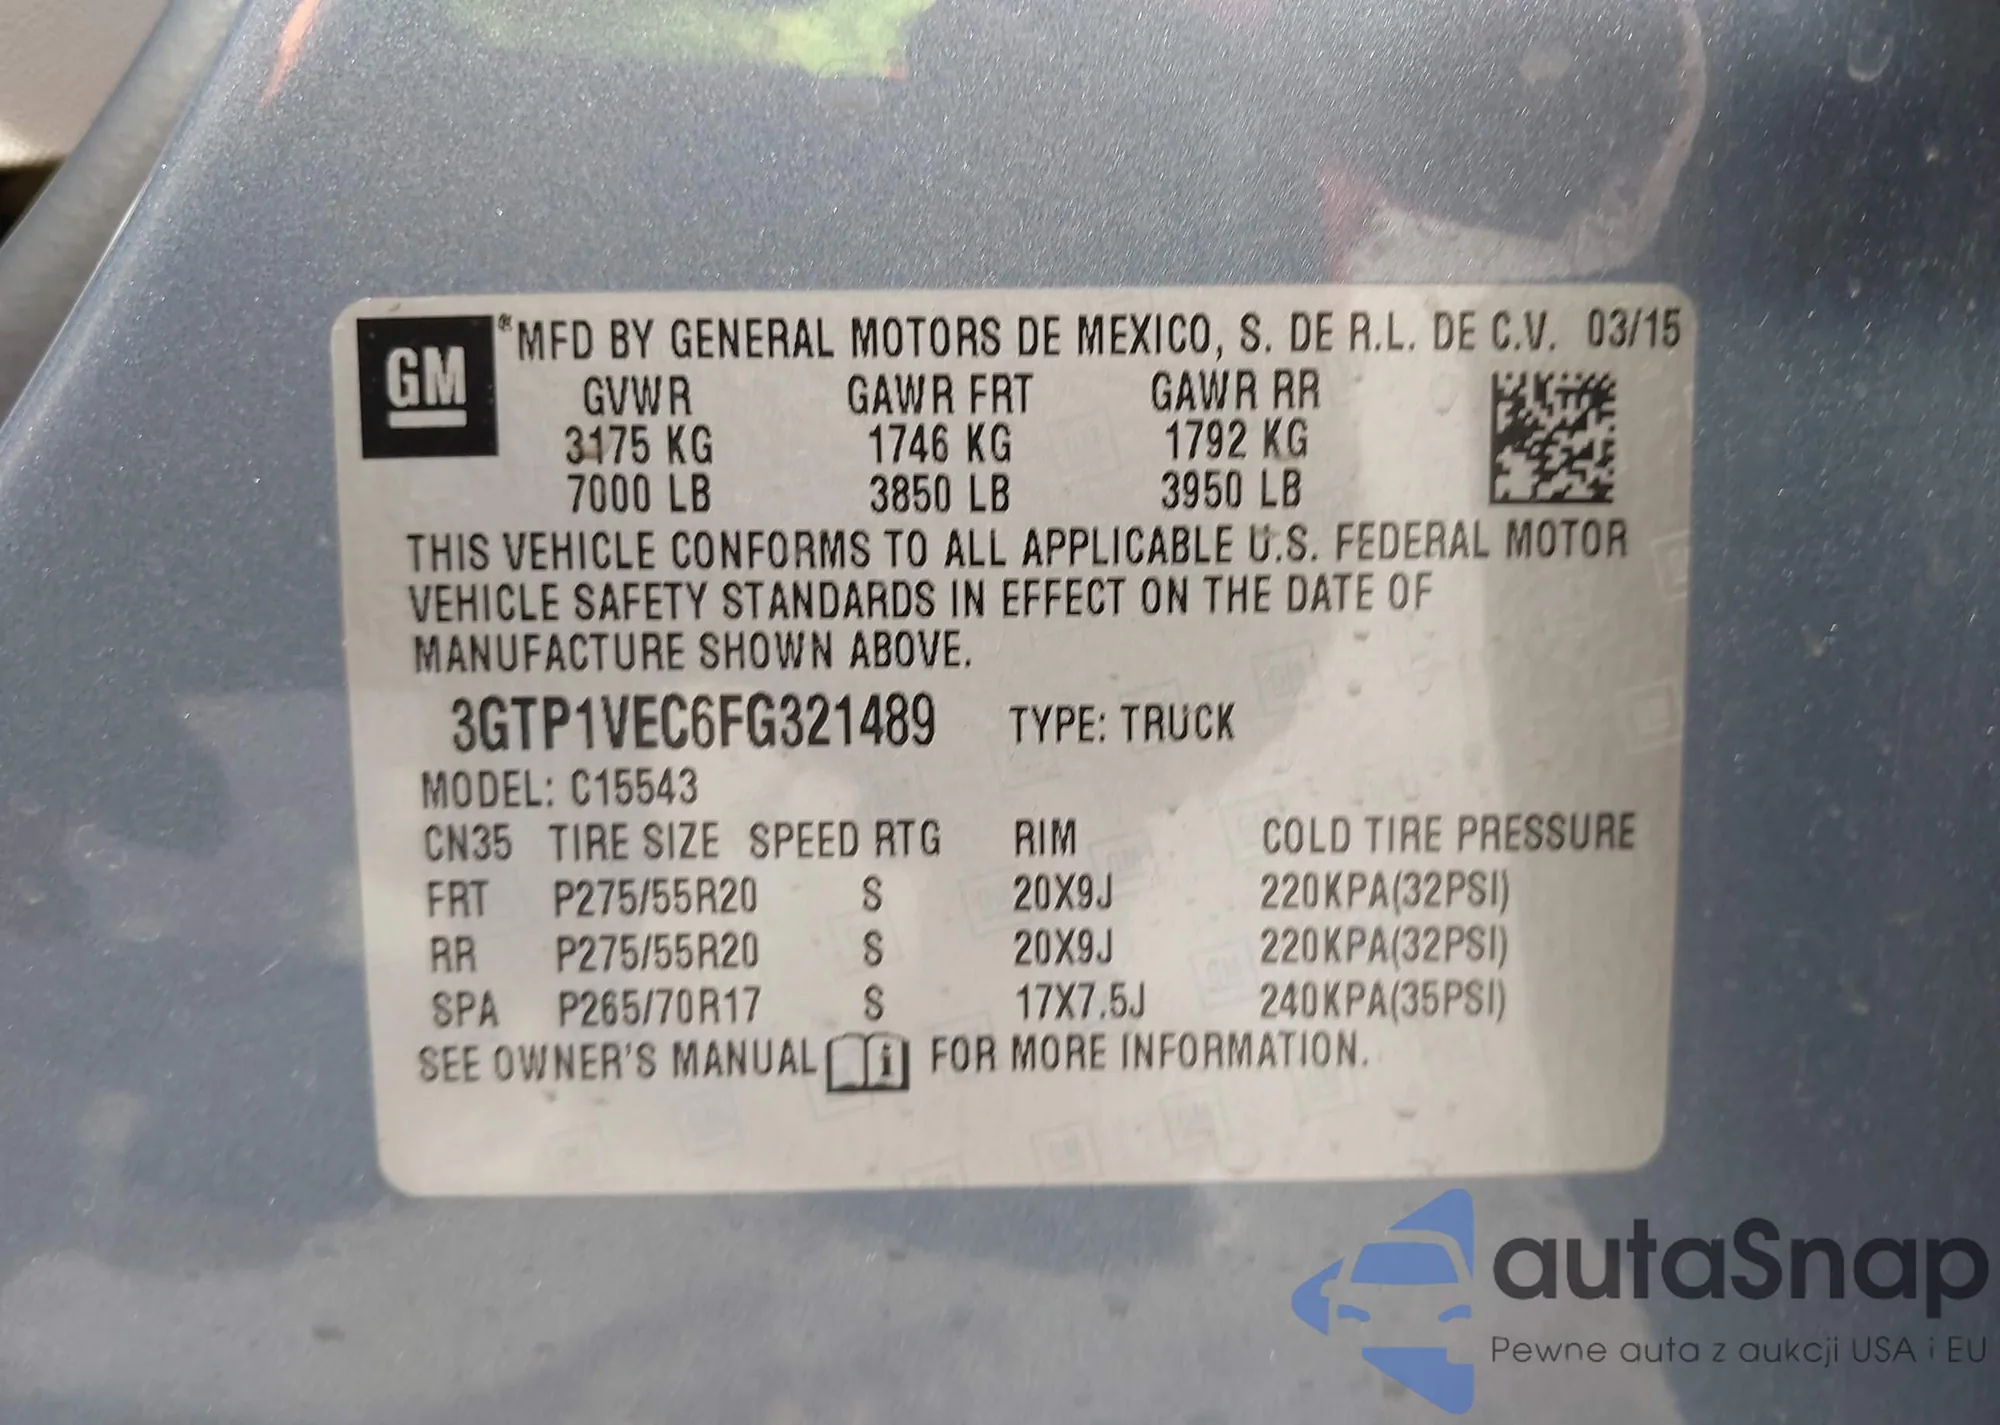 GM
® MFD BY GENERAL MOTORS DE MEXICO, S. DE R.L. DE C.V. 03/15
GVWR GAWR FRT GAWR RR
3175 KG 1746 KG 1792 KG
7000 LB 3850 LB 3950 LB
THIS VEHICLE CONFORMS TO ALL APPLICABLE U.S. FEDERAL MOTOR
VEHICLE SAFETY STANDARDS IN EFFECT ON THE DATE OF
MANUFACTURE SHOWN ABOVE.
3GTP1VEC6FG321489 TYPE: TRUCK
MODEL: C15543
CN35 TIRE SIZE SPEED RTG RIM COLD TIRE PRESSURE
FRT P275/55R20 S 20X9J 220KPA(32PSI)
RR P275/55R20 S 20X9J 220KPA(32PSI)
SPA P265/70R17 S 17X7.5J 240KPA(35PSI)
SEE OWNER'S MANUAL i FOR MORE INFORMATION.
autaSnap
Pewne auta z aukcji USA i EU